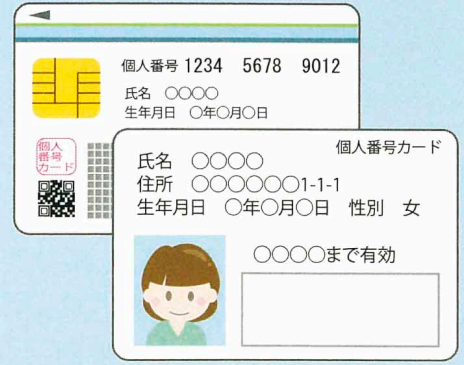 個人番号 1234 5678 9012
氏名 ○○○○
生年月日 ○年○月○日
個人
番号
カード
個人番号カード
氏名 ○○○○
住所 ○○○○○○1-1-1
生年月日 ○年○月○日 性別 女
○○○○まで有効